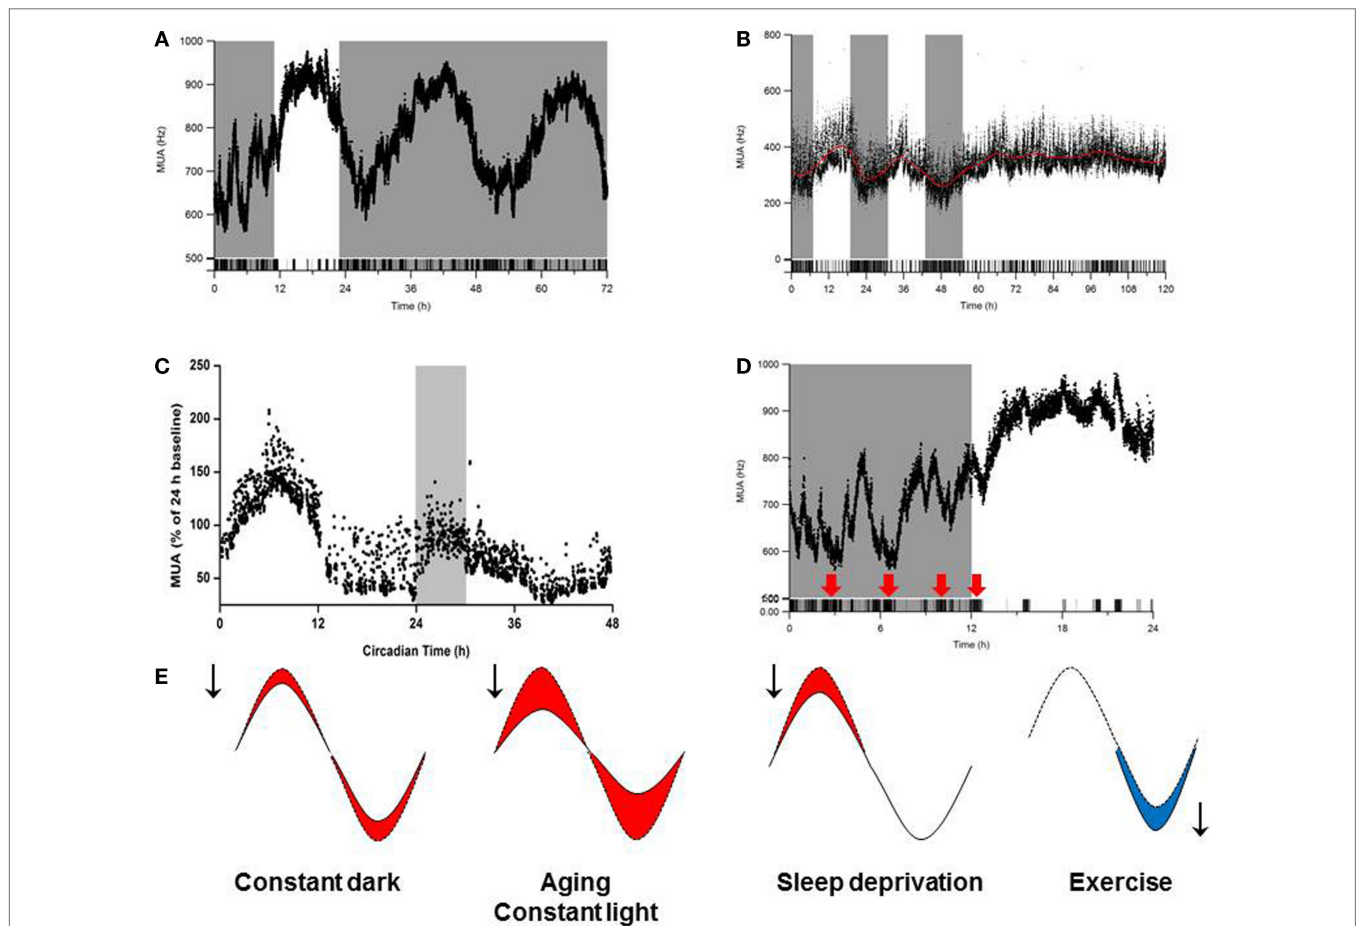 A
1000
900
800
700
600
500
MUA (Hz)
0 12 24 36 48 60 72
Time (h)
B
800
600
400
200
0
MUA (Hz)
0 12 24 36 48 60 72 84 96 108 120
Time (h)
C
250
200
150
100
50
MUA (% of 24 h baseline)
0 12 24 36 48
Circadian Time (h)
D
1000
900
800
700
600
0.00
MUA (Hz)
0 6 12 18 24
Time (h)
E
Constant dark
Aging
Constant light
Sleep deprivation
Exercise